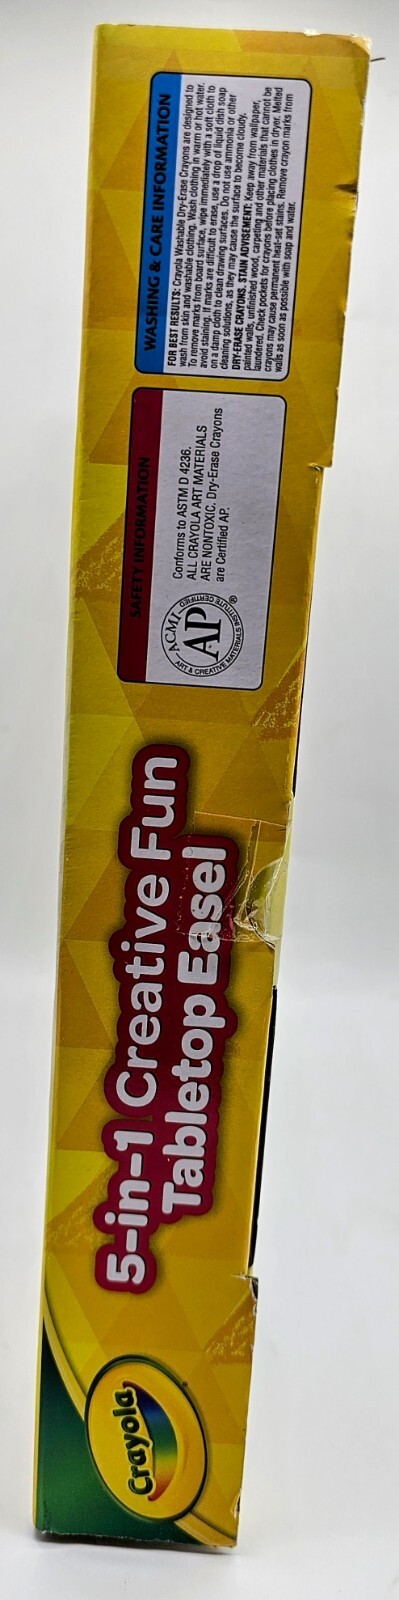 Crayola
5-in-1 Creative Fun
Tabletop Easel
SAFETY INFORMATION
ACMI
AP
ART & CREATIVE MATERIALS INSTITUTE CERTIFIED
®
Conforms to ASTM D 4236.
ALL CRAYOLA ART MATERIALS
ARE NONTOXIC. Dry-Erase Crayons
are Certified AP.
WASHING & CARE INFORMATION
FOR BEST RESULTS: Crayola Washable Dry-Erase Crayons are designed to
wash from skin and washable clothing. Wash clothing in warm or hot water.
To remove marks from board surface, wipe immediately with a soft cloth to
avoid staining. If marks are difficult to erase, use a drop of liquid dish soap
on a damp cloth to clean drawing surfaces. Do not use ammonia or other
cleaning solutions, as they may cause the surface to become cloudy.
DRY-ERASE CRAYONS, STAIN ADVISEMENT: Keep away from wallpaper,
painted walls, unfinished wood, carpeting and other materials that cannot be
laundered. Check pockets for crayons before placing clothes in dryer. Melted
crayons may cause permanent heat-set stains. Remove crayon marks from
walls as soon as possible with soap and water.